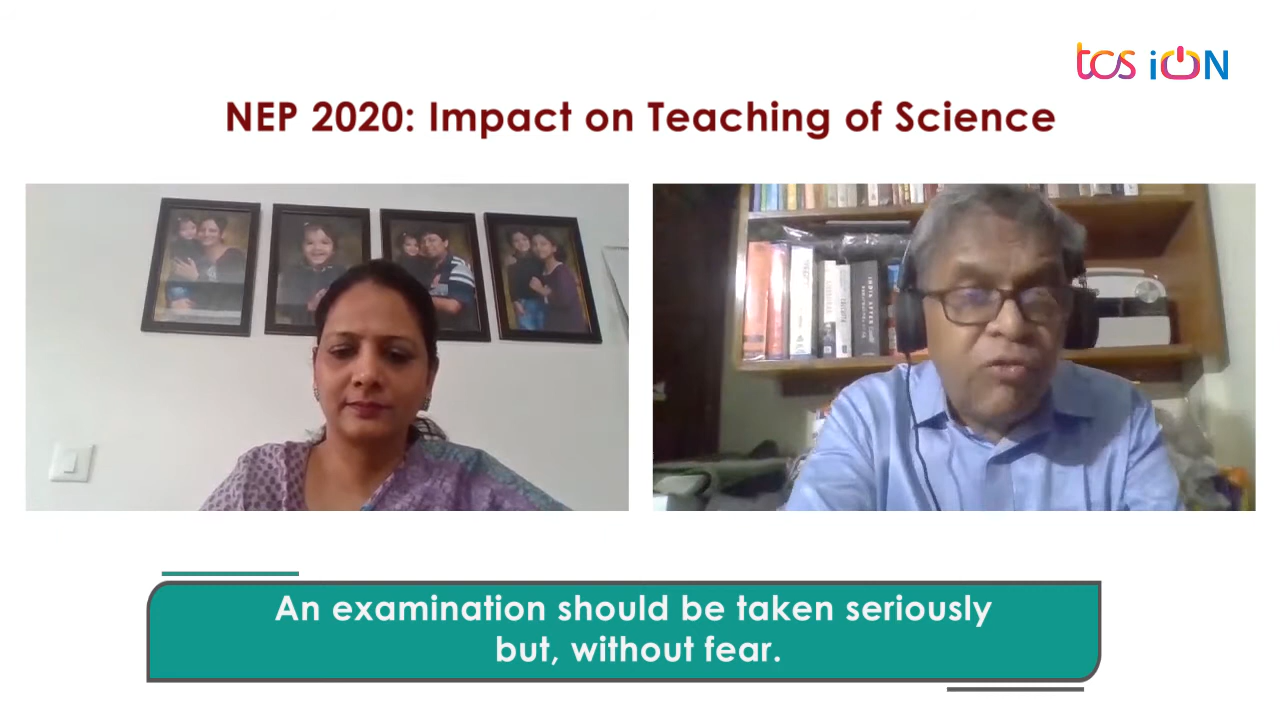 tcs iON
NEP 2020: Impact on Teaching of Science
An examination should be taken seriously
but, without fear.